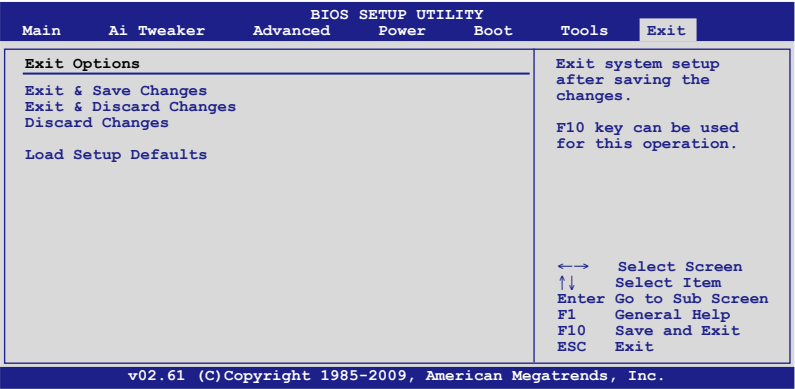 BIOS SETUP UTILITY
Main Ai Tweaker Advanced Power Boot Tools Exit
Exit Options
Exit & Save Changes
Exit & Discard Changes
Discard Changes
Load Setup Defaults
Exit system setup
after saving the
changes.
F10 key can be used
for this operation.
←→ Select Screen
↑↓ Select Item
Enter Go to Sub Screen
F1 General Help
F10 Save and Exit
ESC Exit
v02.61 (C)Copyright 1985-2009, American Megatrends, Inc.